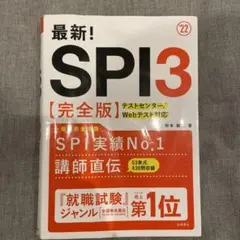 '22
最新!
SPI3
【完全版】
テストセンター
Webテスト対応
SPI実績No.1
講師直伝
『就職試験』
ジャンル
第1位